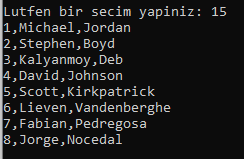 Lutfen bir secim yapiniz: 15
1,Michael,Jordan
2,Stephen,Boyd
3,Kalyanmoy,Deb
4,David,Johnson
5,Scott,Kirkpatrick
6,Lieven,Vandenberghe
7,Fabian,Pedregosa
8,Jorge,Nocedal